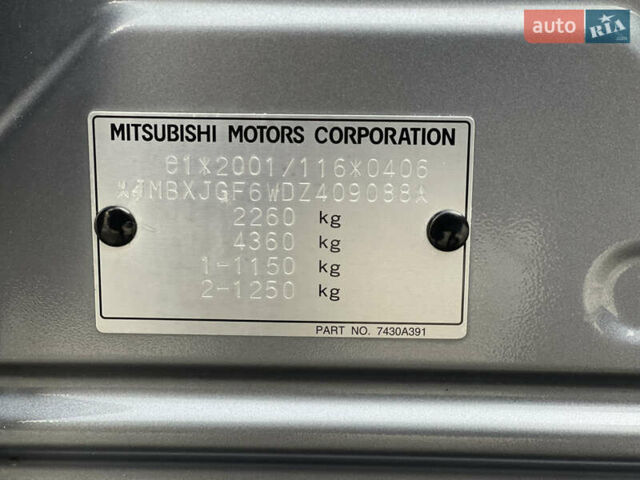 auto RIA.com
MITSUBISHI MOTORS CORPORATION
e1*2001/116*0406
*JMBXJGF6WDZ409088*
2260 kg
4360 kg
1-1150 kg
2-1250 kg
PART NO. 7430A391